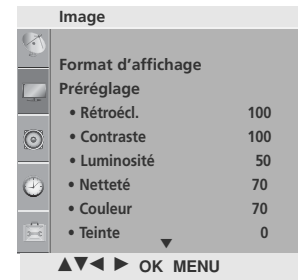 Image
Format d'affichage
Préréglage
• Rétroécl. 100
• Contraste 100
• Luminosité 50
• Netteté 70
• Couleur 70
• Teinte 0
▼
▲▼◄ ► OK MENU